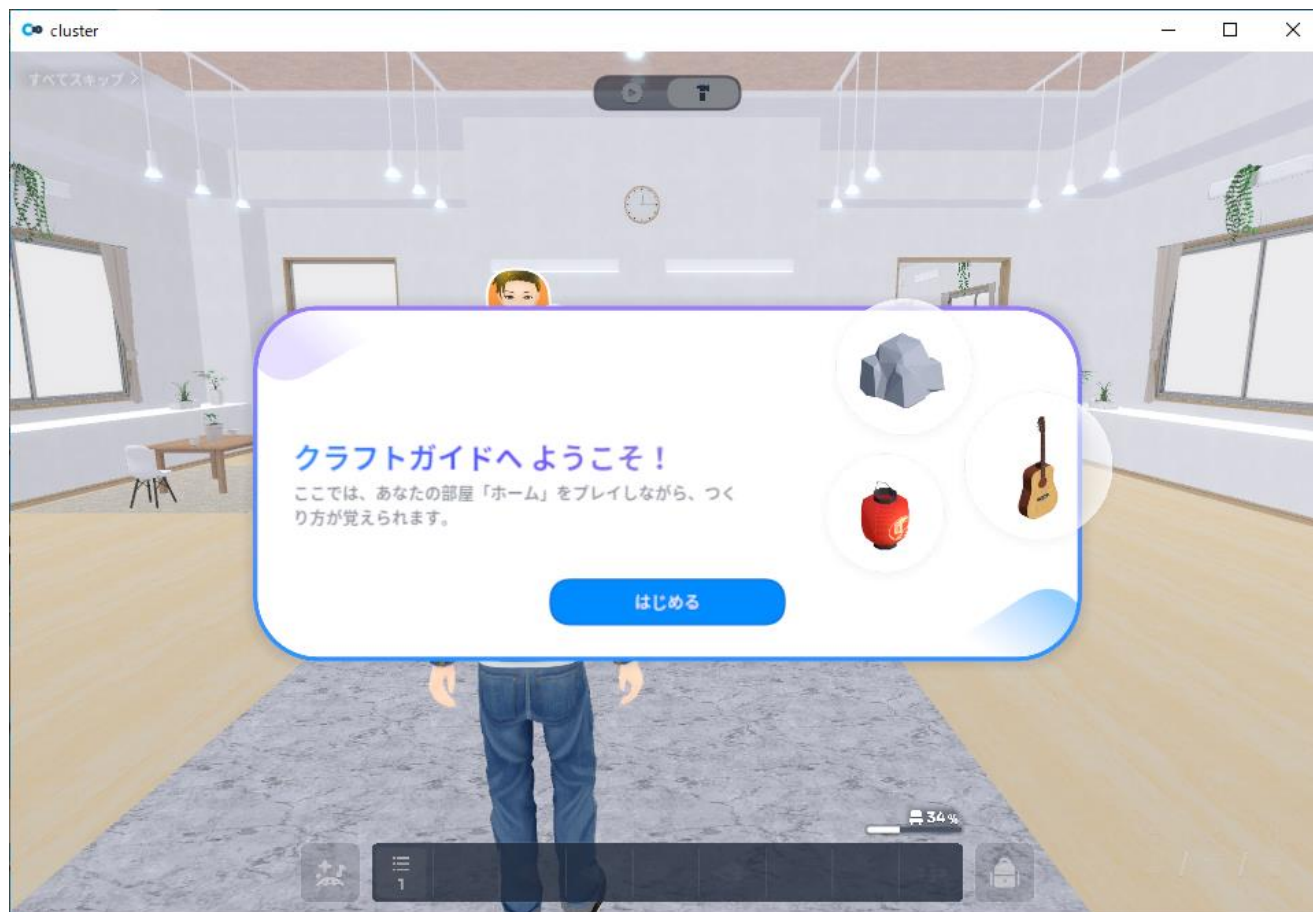 cluster
すべてスキップ >
クラフトガイドへ ようこそ！
ここでは、あなたの部屋「ホーム」をプレイしながら、つく
り方が覚えられます。
はじめる
34%
1